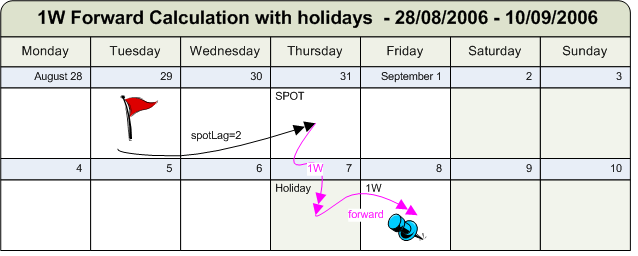 1W Forward Calculation with holidays - 28/08/2006 - 10/09/2006
Monday Tuesday Wednesday Thursday Friday Saturday Sunday
August 28 29 30 31 September 1 2 3
SPOT
spotLag=2
4 5 6 7 8 9 10
1W
Holiday 1W
forward